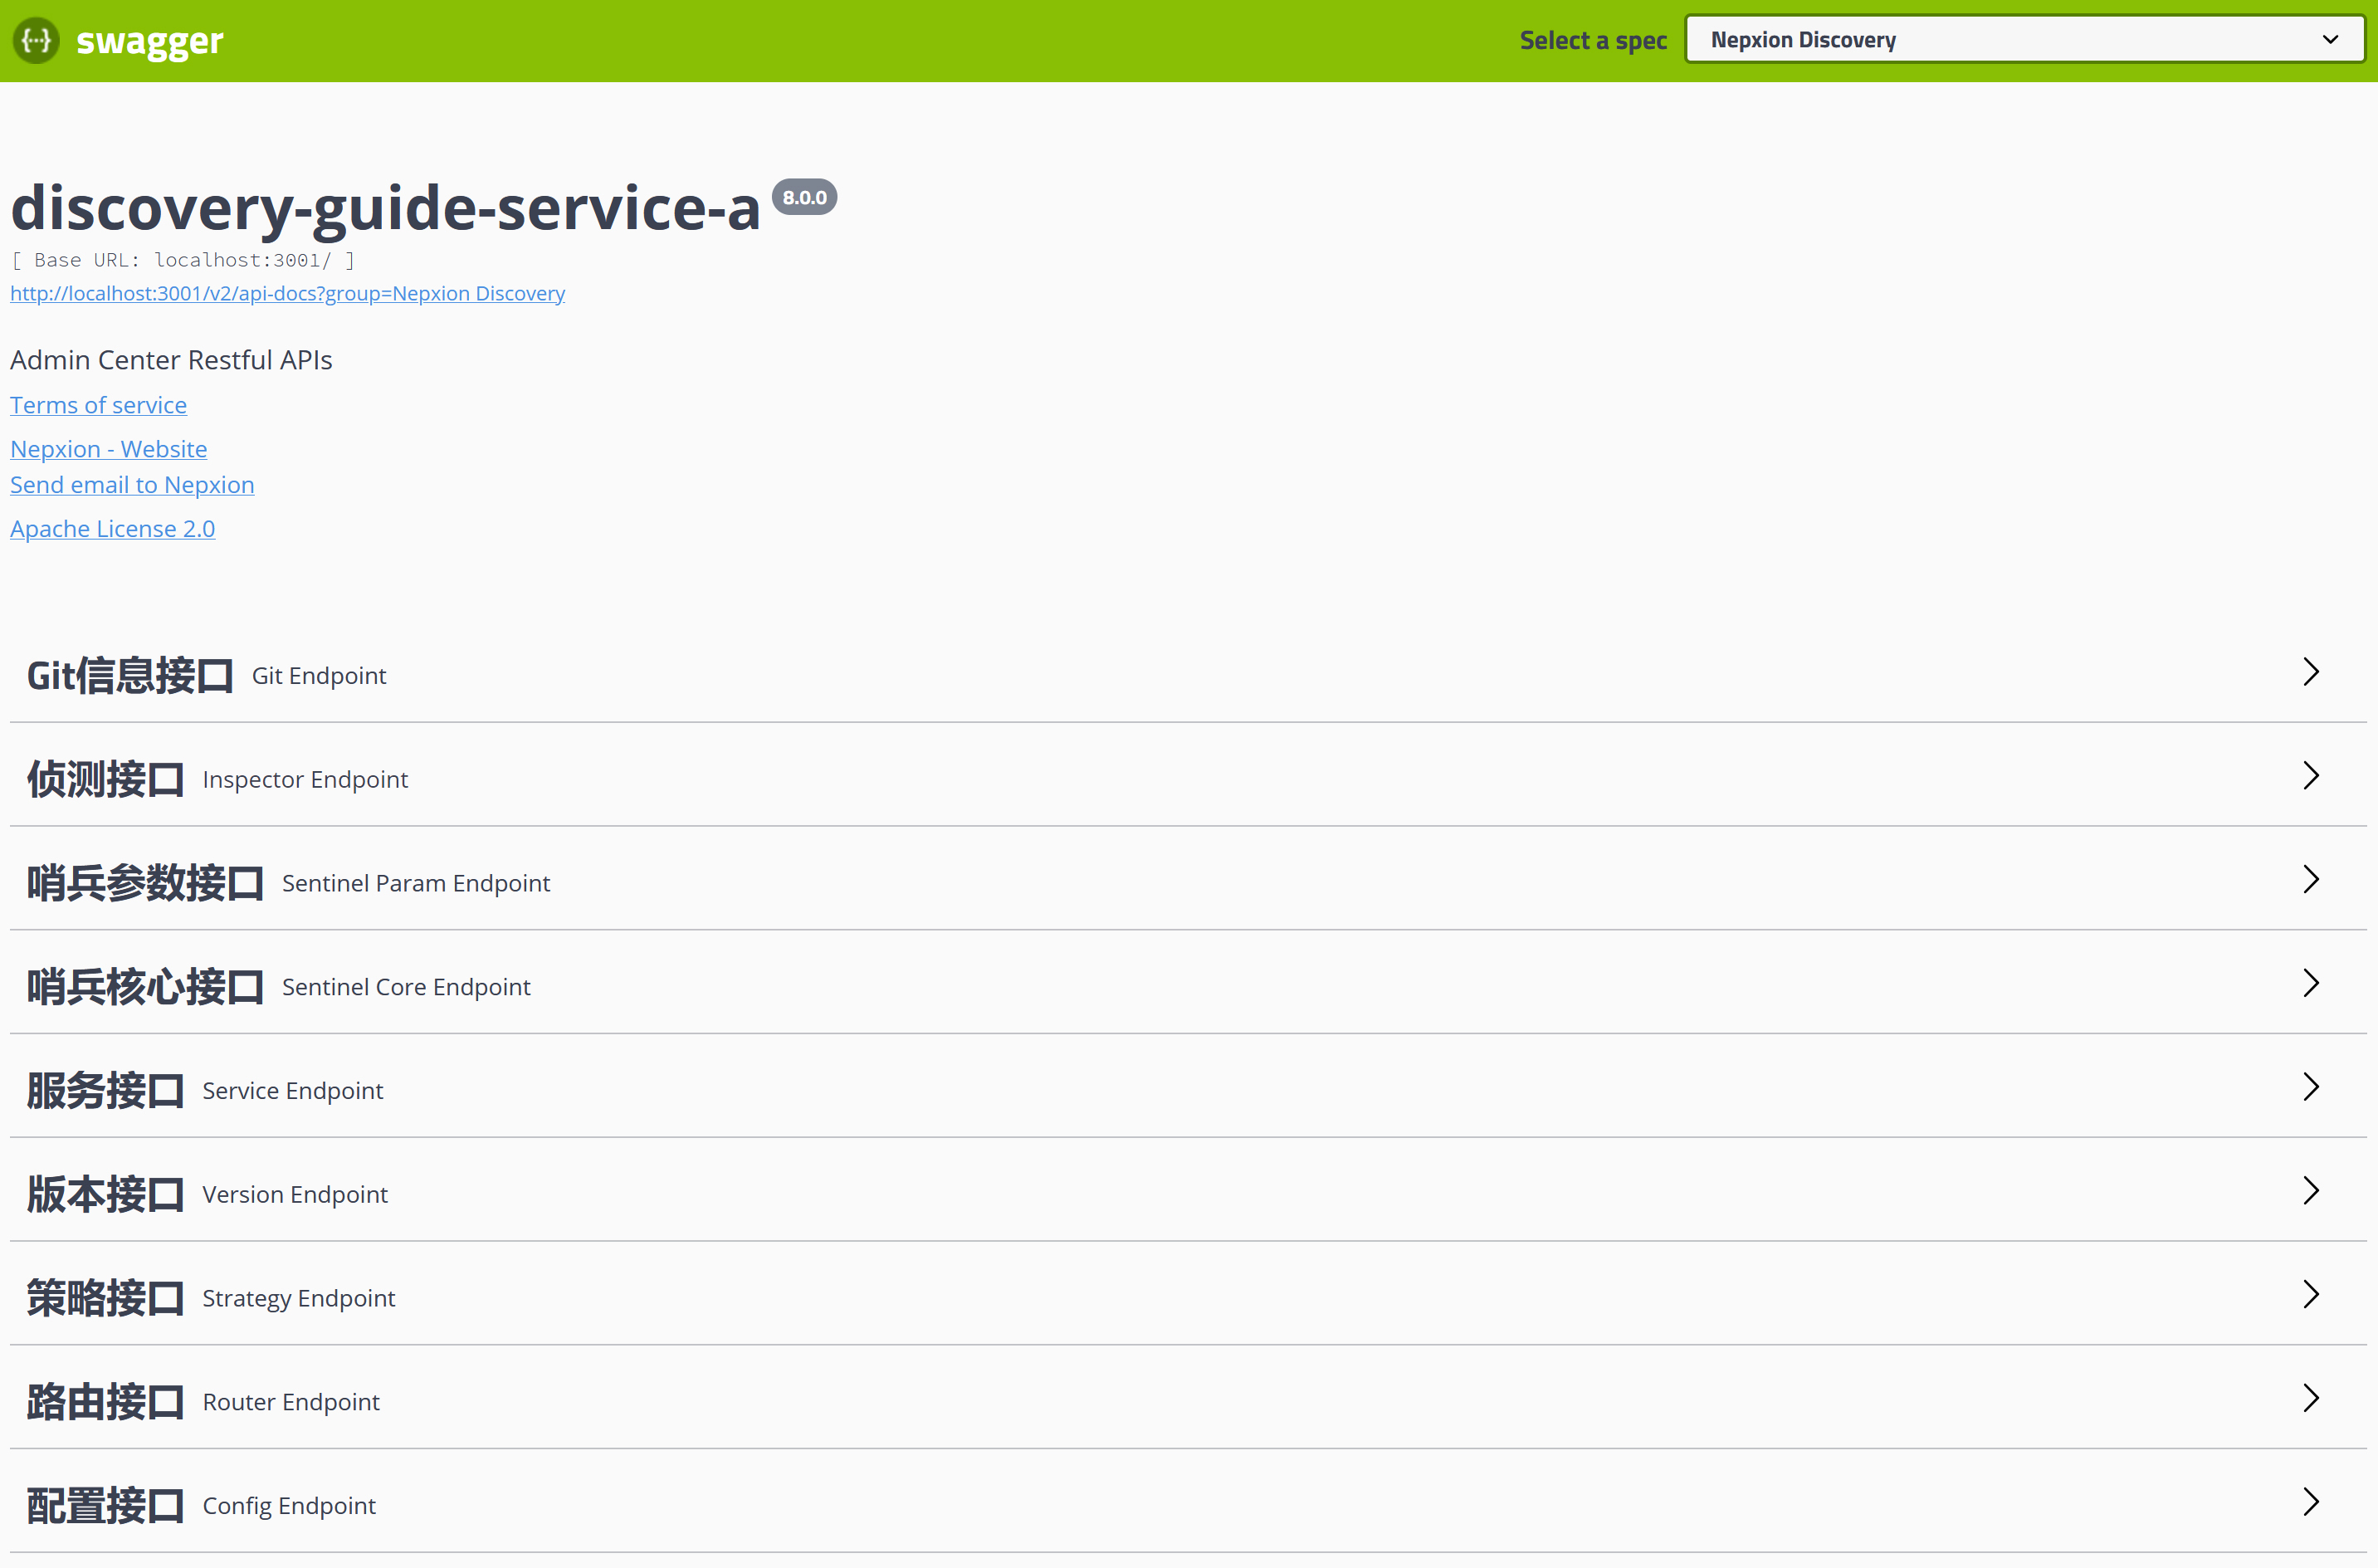 swagger
Select a spec
Nepxion Discovery
discovery-guide-service-a 8.0.0
[ Base URL: localhost:3001/ ]
http://localhost:3001/v2/api-docs?group=Nepxion Discovery
Admin Center Restful APIs
Terms of service
Nepxion - Website
Send email to Nepxion
Apache License 2.0
Git信息接口 Git Endpoint
侦测接口 Inspector Endpoint
哨兵参数接口 Sentinel Param Endpoint
哨兵核心接口 Sentinel Core Endpoint
服务接口 Service Endpoint
版本接口 Version Endpoint
策略接口 Strategy Endpoint
路由接口 Router Endpoint
配置接口 Config Endpoint